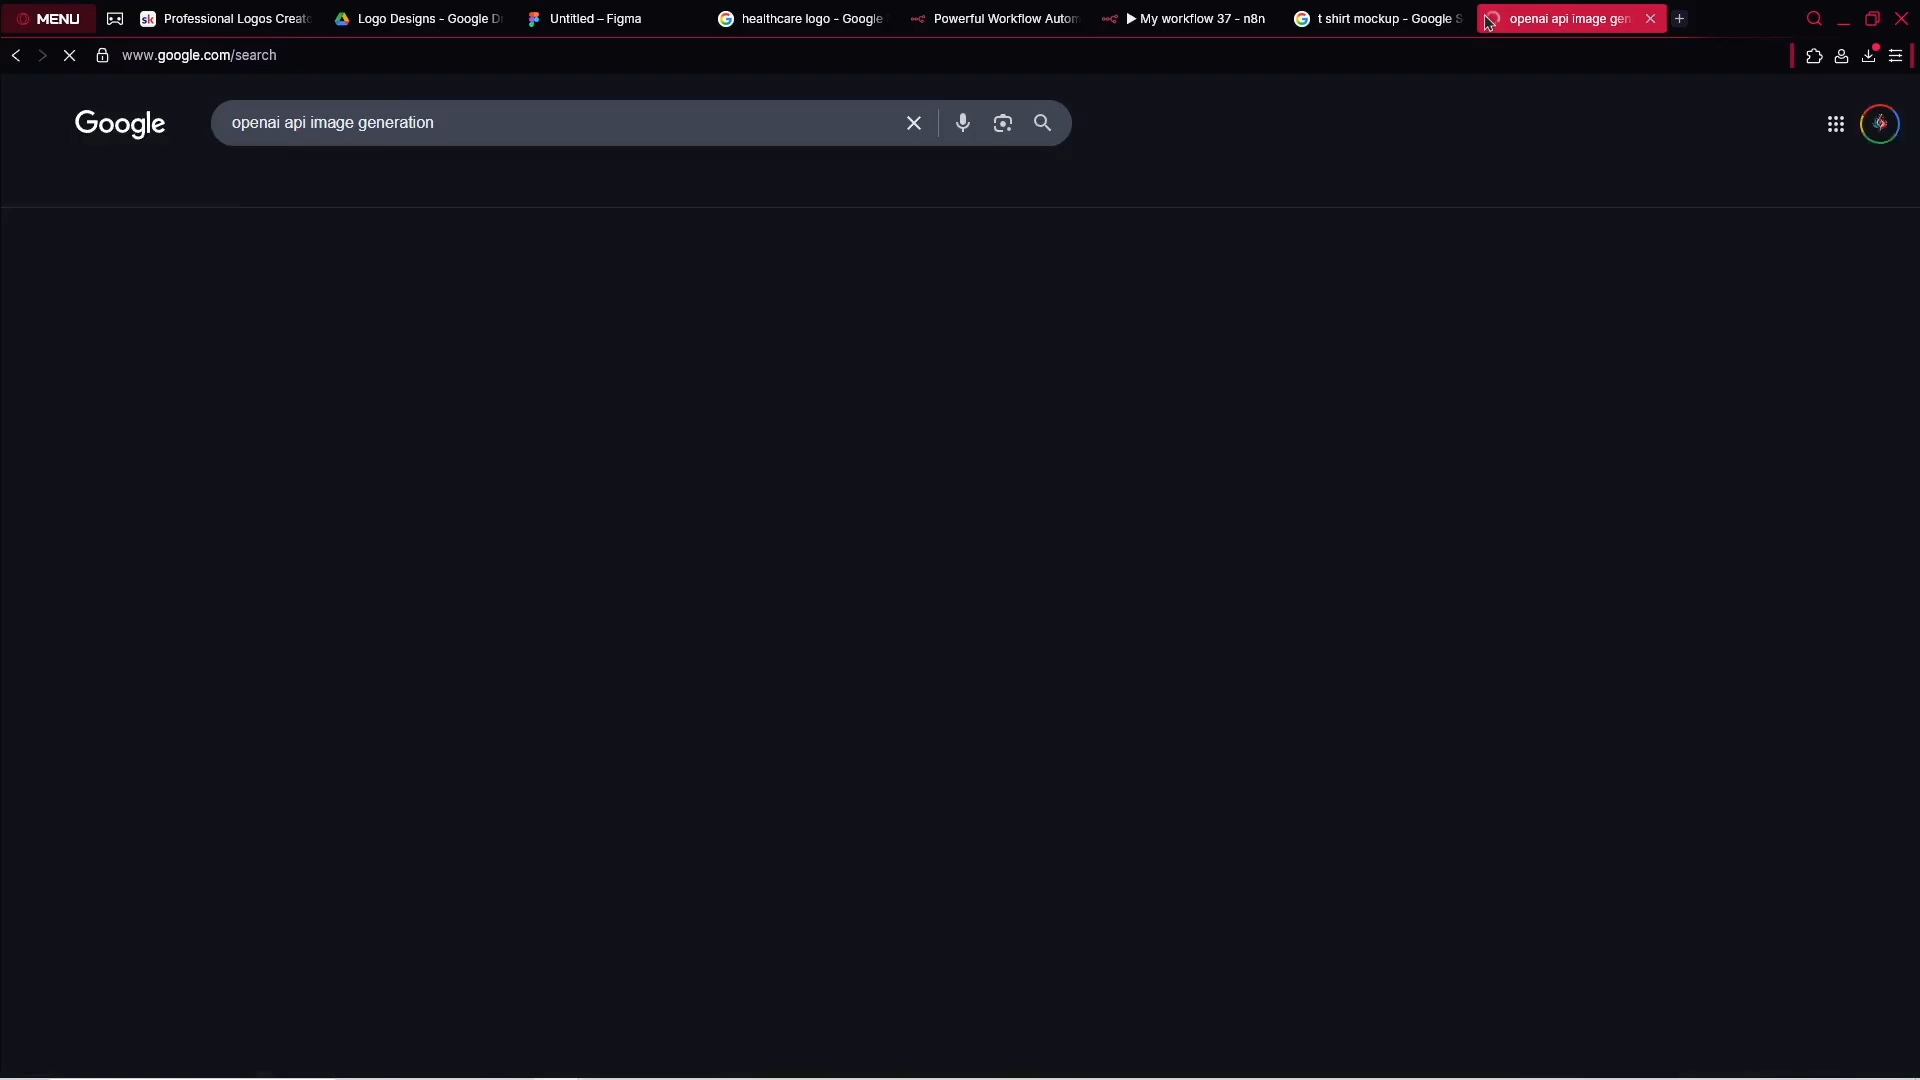 MENU
Professional Logos Creat
Logo Designs - Google D
Untitled – Figma
healthcare logo - Google
Powerful Workflow Autom
▶ My workflow 37 - n8n
t shirt mockup - Google S
openai api image gen
www.google.com/search
Google
openai api image generation